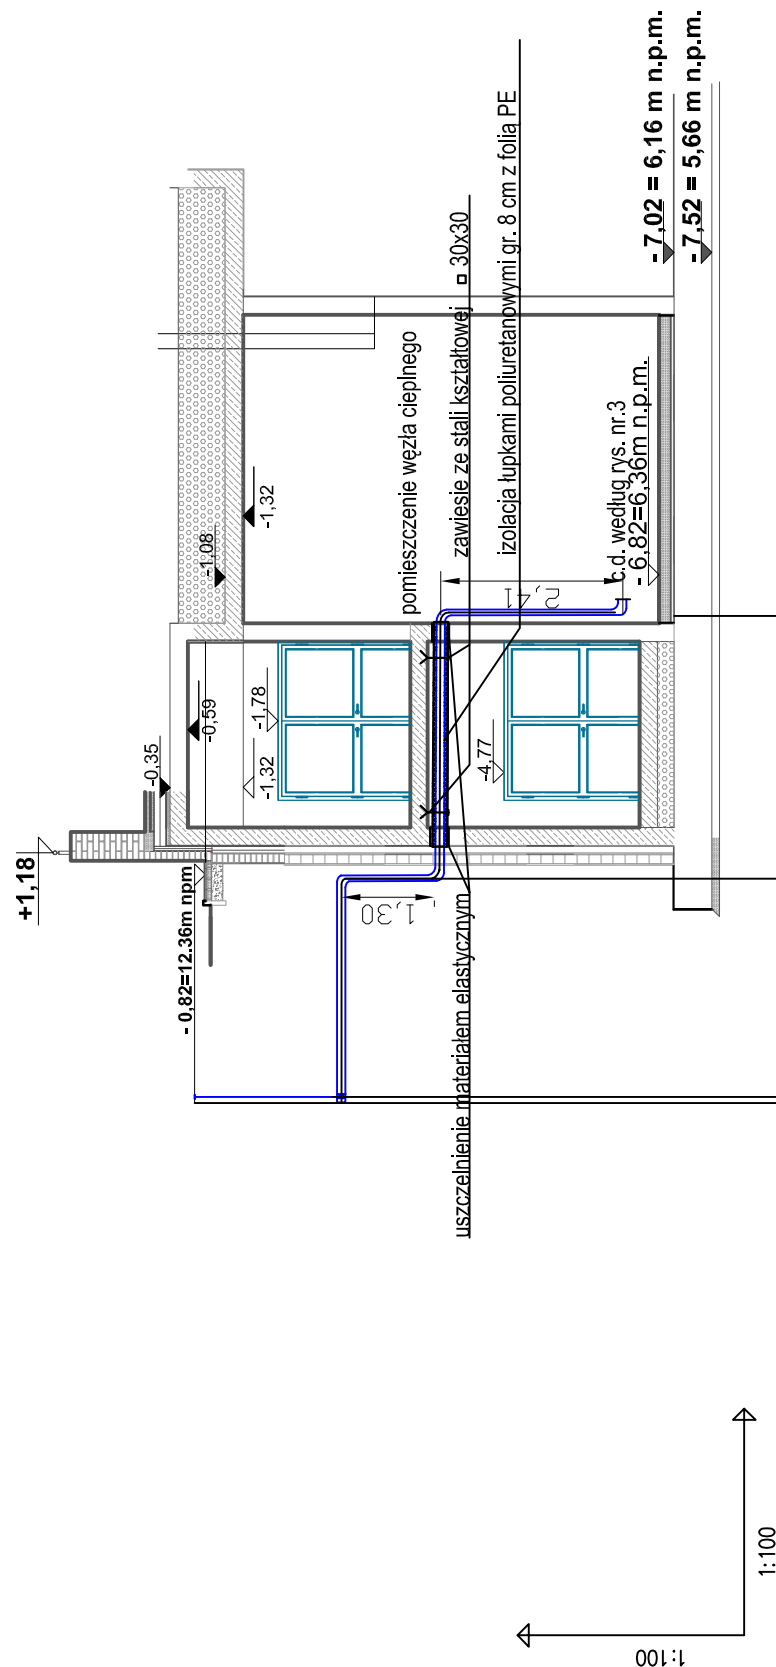 +1,18
- 0,82=12.36m npm
-0,35
-0,59
-1,08
-1,32
-1,78
-1,32
-4,77
1,30
2,41
pomieszczenie węzła cieplnego
zawiesie ze stali kształtowej 30x30
izolacja łupkami poliuretanowymi gr. 8 cm z folią PE
uszczelnienie materiałem elastycznym
c.d. według rys. nr.3
- 6,82=6,36m n.p.m.
- 7,02 = 6,16 m n.p.m.
- 7,52 = 5,66 m n.p.m.
1:100
1:100